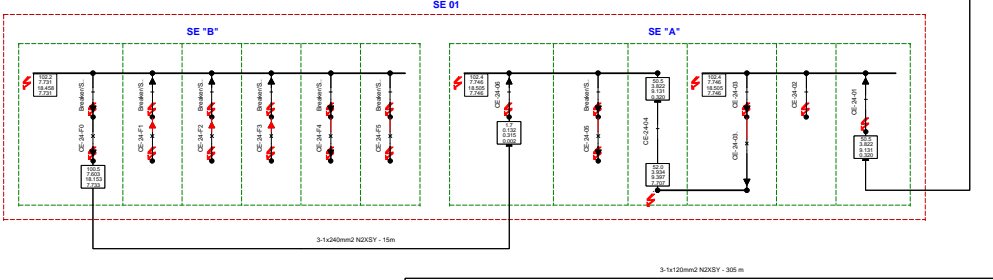 SE 01
SE "B"
SE "A"
102.2
7.731
18.458
7.731
Breaker/S..
CE-24-F0
100.5
7.603
18.153
7.733
Breaker/S..
CE-24-F1
Breaker/S..
CE-24-F2
Breaker/S..
CE-24-F3
Breaker/S..
CE-24-F4
Breaker/S..
CE-24-F5
102.4
7.746
18.505
7.746
CE-24-06
1.7
0.132
0.315
0.002
Breaker/S..
CE-24-05
50.5
3.822
9.131
0.320
CE-24-04
52.0
3.934
9.397
7.707
102.4
7.746
18.505
7.746
CE-24-03
CE-24-03.
CE-24-02
CE-24-01
50.5
3.822
9.131
0.320
3-1x240mm2 N2XSY - 15m
3-1x120mm2 N2XSY - 305 m